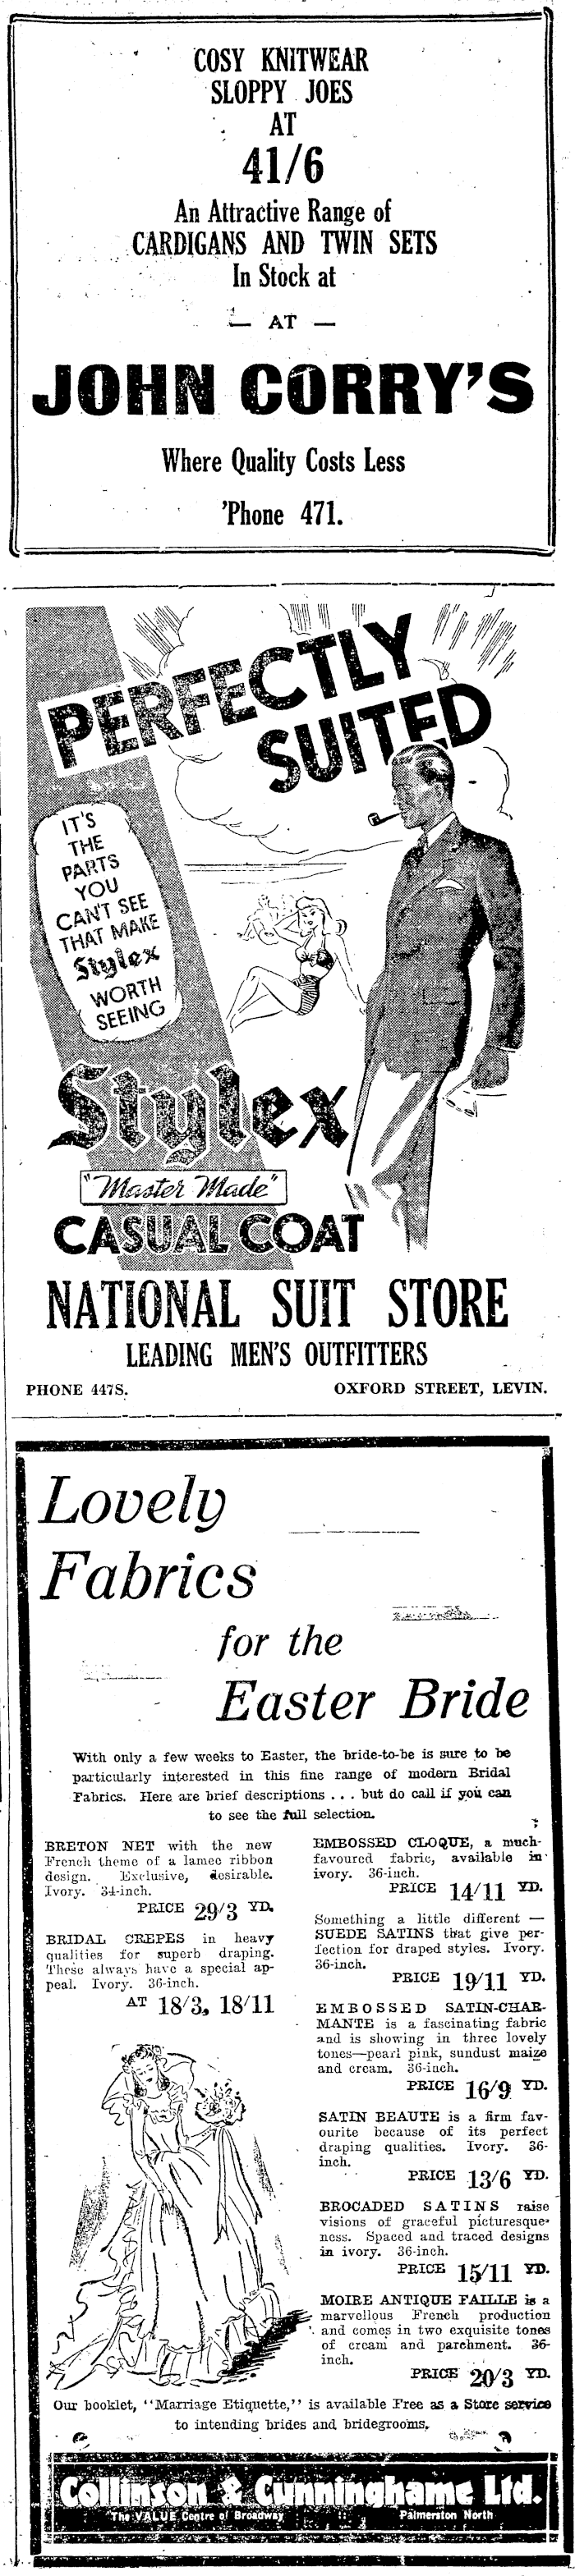 COSY KNITWEAR
SLOPPY JOES
AT
41/6
An Attractive Range of
CARDIGANS AND TWIN SETS
In Stock at
— AT —
JOHN CORRY'S
Where Quality Costs Less
'Phone 471.
PERFECTLY
SUITED
IT'S
THE
PARTS
YOU
CAN'T SEE
THAT MAKE
Stylex
WORTH
SEEING
Stylex
"Master Made"
CASUAL COAT
NATIONAL SUIT STORE
LEADING MEN'S OUTFITTERS
PHONE 447S.
OXFORD STREET, LEVIN.
Lovely
Fabrics
for the
Easter Bride
With only a few weeks to Easter, the bride-to-be is sure to be
particularly interested in this fine range of modern Bridal
Fabrics. Here are brief descriptions . . . but do call if you can
to see the full selection.
BRETON NET with the new
French theme of a lamee ribbon
design. Exclusive, desirable.
Ivory. 34-inch.
PRICE 29/3 YD.
BRIDAL CREPES in heavy
qualities for superb draping.
These always have a special ap-
peal. Ivory. 36-inch.
AT 18/3, 18/11
EMBOSSED CLOQUE, a much-
favoured fabric, available in
ivory. 36-inch.
PRICE 14/11 YD.
Something a little different —
SUEDE SATINS that give per-
fection for draped styles. Ivory.
36-inch.
PRICE 19/11 YD.
EMBOSSED SATIN-CHAR-
MANTE is a fascinating fabric
and is showing in three lovely
tones—pearl pink, sundust maize
and cream. 36-inch.
PRICE 16/9 YD.
SATIN BEAUTE is a firm fav-
ourite because of its perfect
draping qualities. Ivory. 36-
inch.
PRICE 13/6 YD.
BROCADED SATINS raise
visions of graceful picturesque-
ness. Spaced and traced designs
in ivory. 36-inch.
PRICE 15/11 YD.
MOIRE ANTIQUE FAILLE is a
marvellous French production
and comes in two exquisite tones
of cream and parchment. 36-
inch.
PRICE 20/3 YD.
Our booklet, "Marriage Etiquette," is available Free as a Store service
to intending brides and bridegrooms.
Collinson & Cunninghame Ltd.
The VALUE Centre of Broadway :: Palmerston North